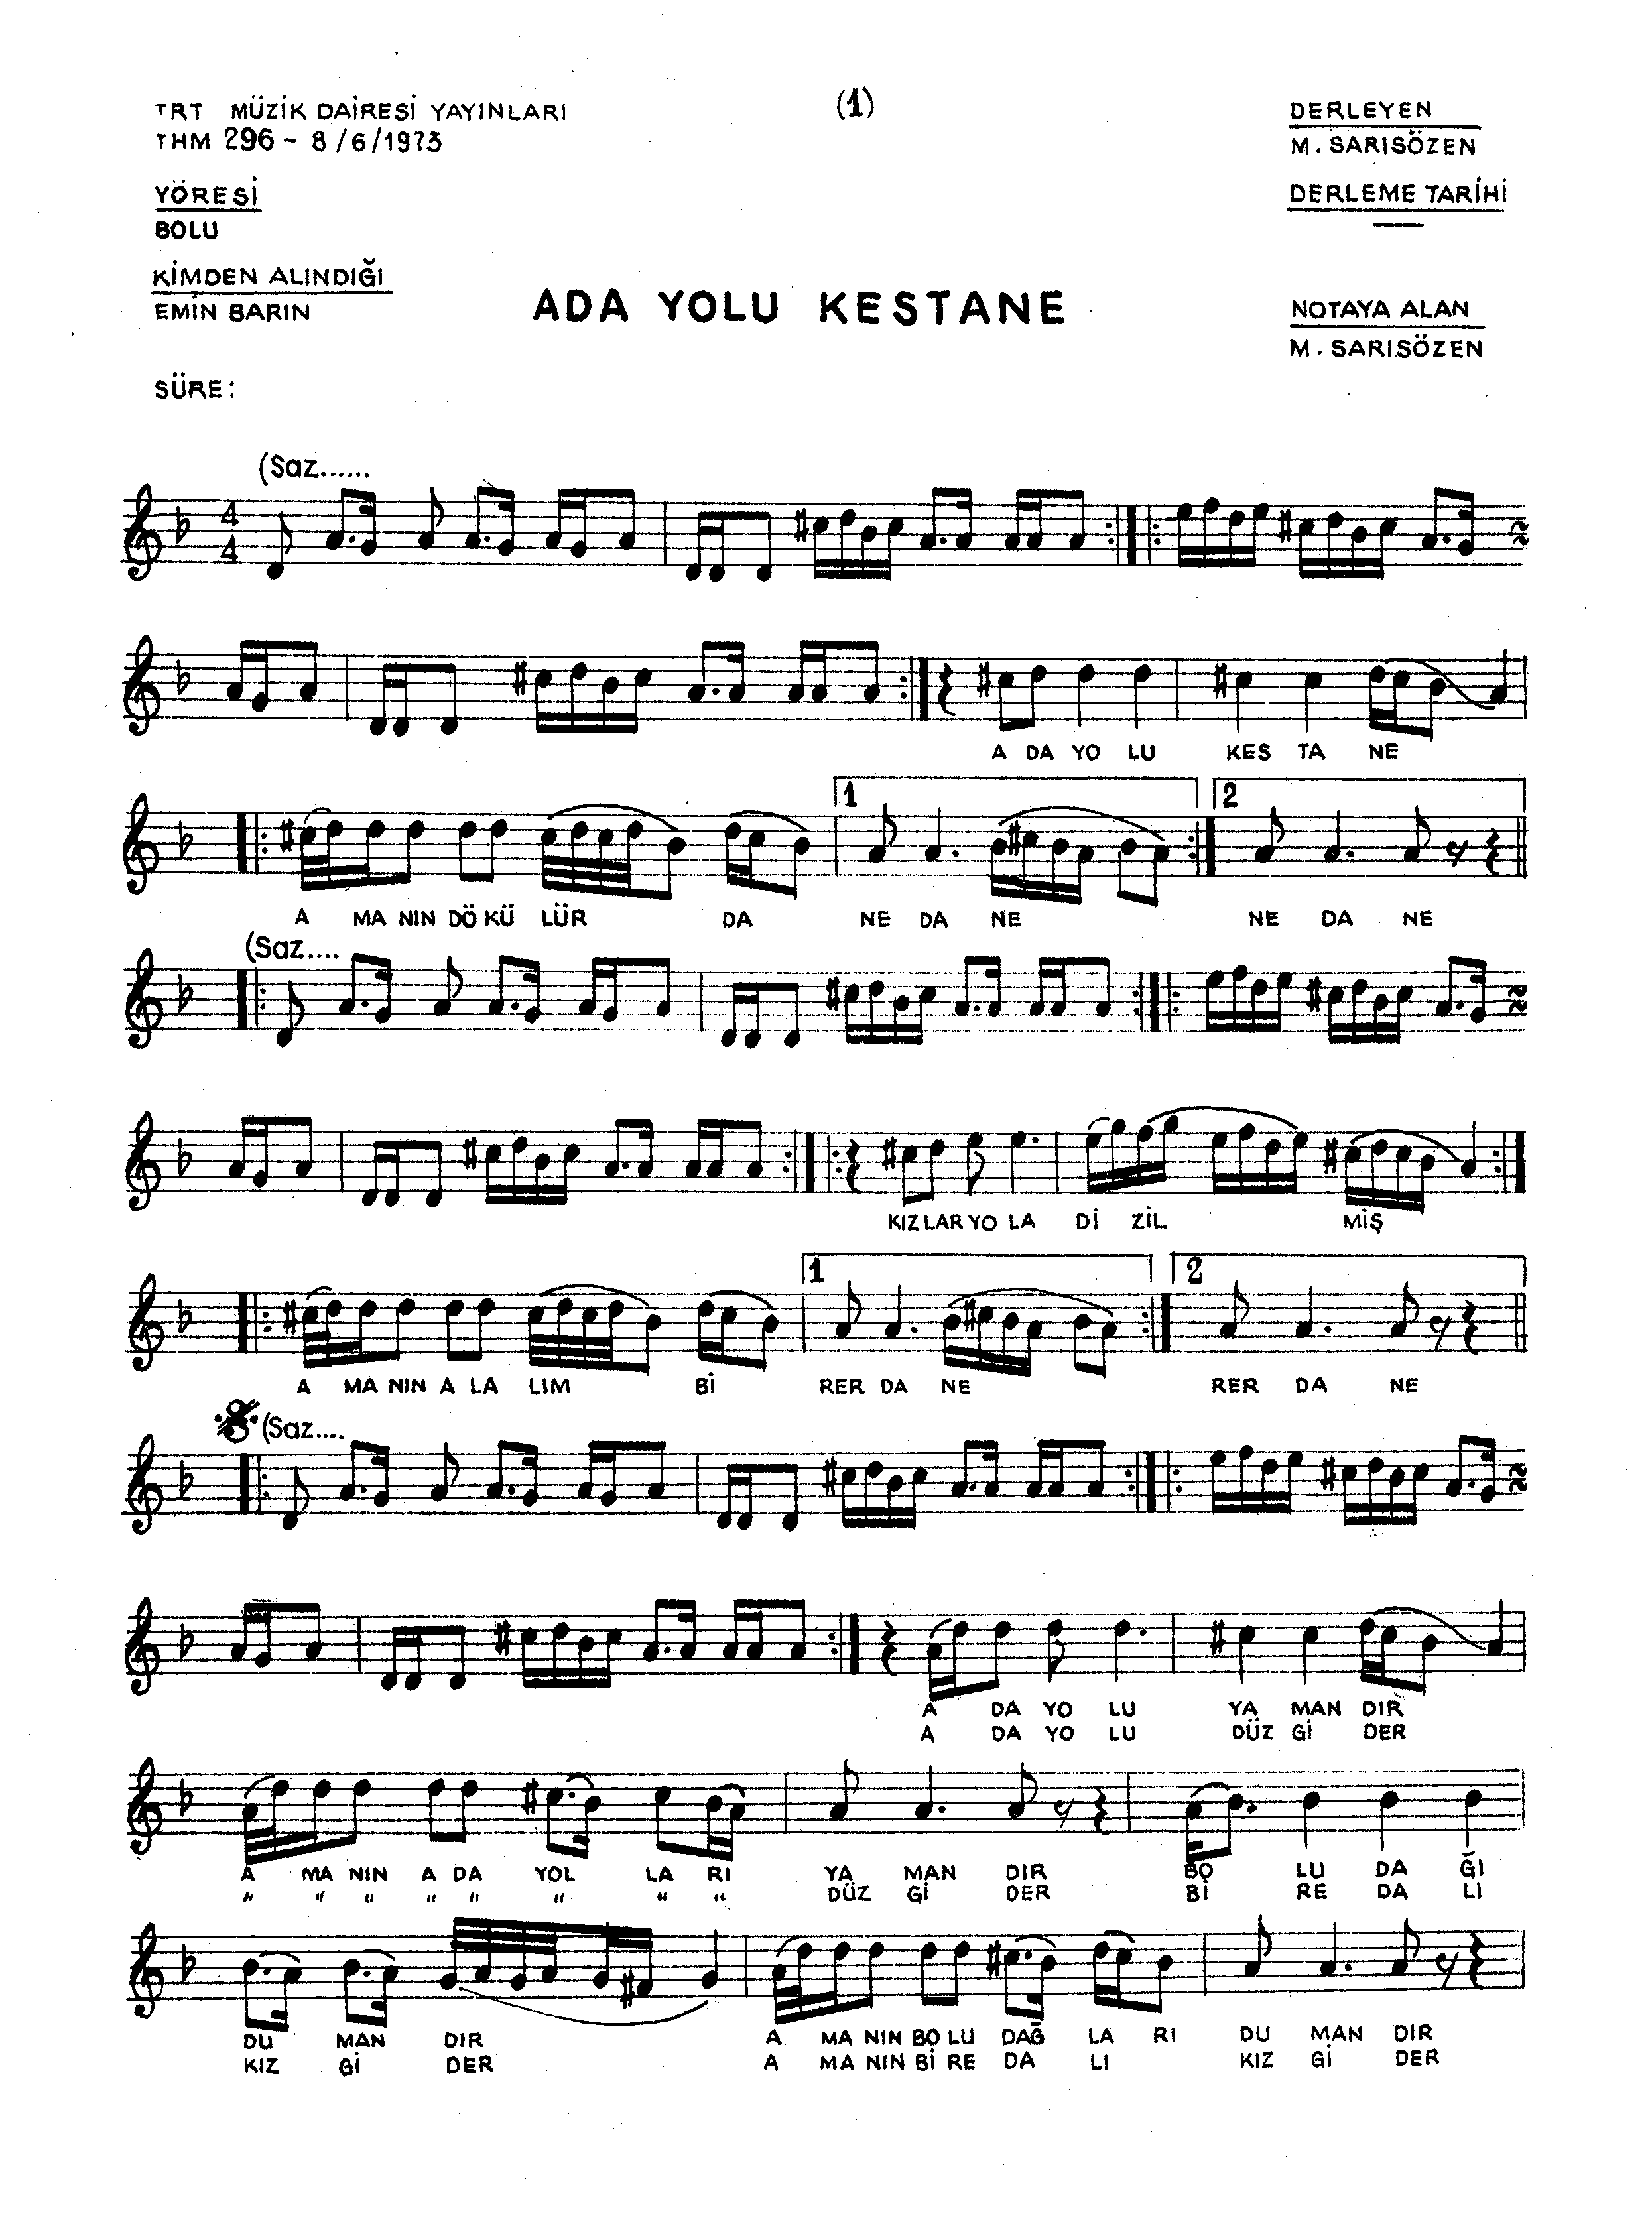 TRT MÜZİK DAİRESİ YAYINLARI
THM 296 - 8/6/1973
(1)
DERLEYEN
M. SARISÖZEN
YÖRESİ
BOLU
DERLEME TARİHİ
KİMDEN ALINDIĞI
EMİN BARIN
ADA YOLU KESTANE
NOTAYA ALAN
M. SARISÖZEN
SÜRE:
(Saz......
4
4
A DA YO LU KES TA NE
1 2
A MA NIN DÖ KÜ LÜR DA NE DA NE NE DA NE
(Saz....
KIZ LAR YO LA Dİ ZİL MİŞ
1 2
A MA NIN A LA LIM Bİ RER DA NE RER DA NE
(Saz....
A DA YO LU YA MAN DIR
A DA YO LU DÜZ Gİ DER
A MA NIN A DA YOL LA RI YA MAN DIR BO LU DA ĞI
" " " " " " " " DÜZ Gİ DER Bİ RE DA LI
DU MAN DIR A MA NIN BO LU DAĞ LA RI DU MAN DIR
KIZ Gİ DER A MA NIN Bİ RE DA LI KIZ Gİ DER